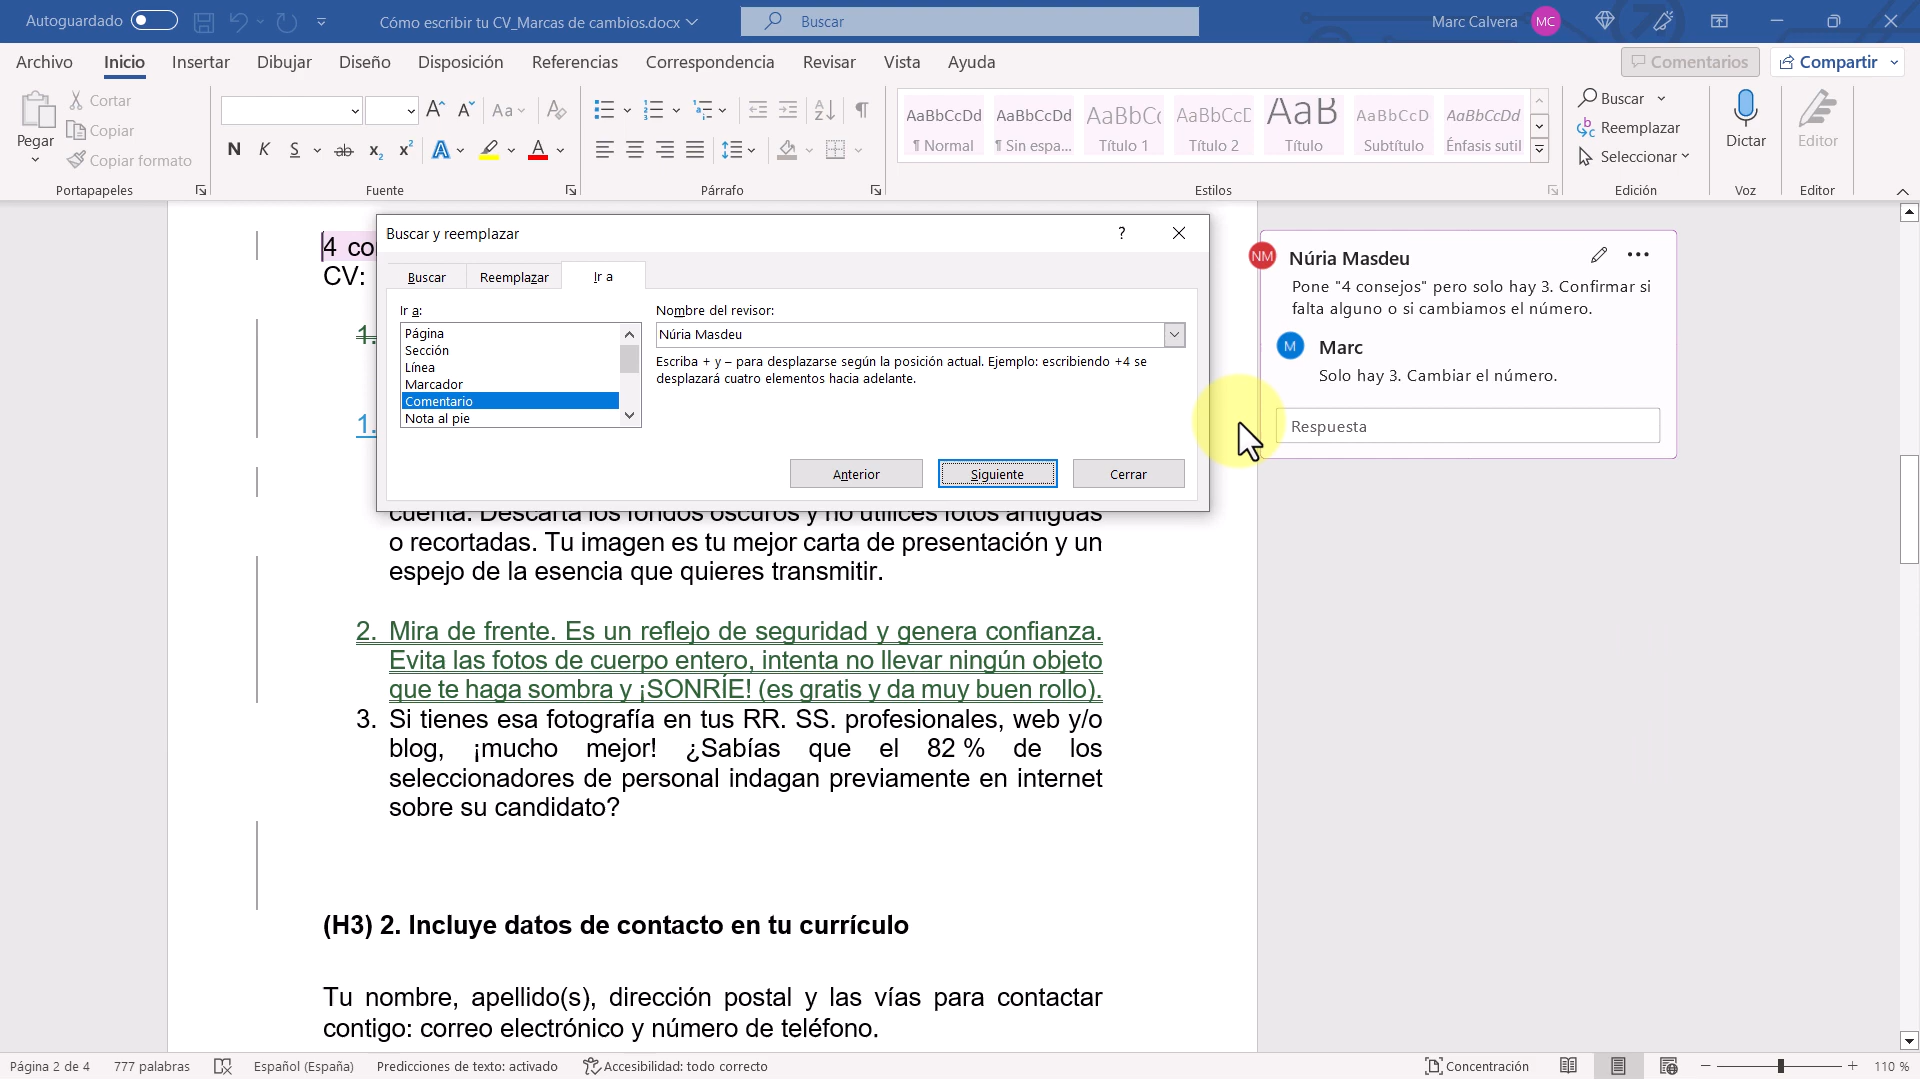 Autoguardado
Cómo escribir tu CV_Marcas de cambios.docx
Buscar
Marc Calvera
MC
Archivo
Inicio
Insertar
Dibujar
Diseño
Disposición
Referencias
Correspondencia
Revisar
Vista
Ayuda
Comentarios
Compartir
Pegar
Cortar
Copiar
Copiar formato
Portapapeles
Aa
N K S ab x₂ x² A A
Fuente
Párrafo
AaBbCcDd AaBbCcDd AaBbCc AaBbCcD AaB AaBbCcD AaBbCcDd
¶ Normal ¶ Sin espa... Título 1 Título 2 Título Subtítulo Énfasis sutil
Estilos
Buscar
Reemplazar
Seleccionar
Edición
Dictar
Voz
Editor
Editor
4 co
CV:
1.
1.
Buscar y reemplazar
?
Buscar
Reemplazar
Ir a
Ir a:
Página
Sección
Línea
Marcador
Comentario
Nota al pie
Nombre del revisor:
Núria Masdeu
Escriba + y – para desplazarse según la posición actual. Ejemplo: escribiendo +4 se
desplazará cuatro elementos hacia adelante.
Anterior
Siguiente
Cerrar
NM
Núria Masdeu
Pone "4 consejos" pero solo hay 3. Confirmar si
falta alguno o si cambiamos el número.
M
Marc
Solo hay 3. Cambiar el número.
Respuesta
cuenta. Descarta los fondos oscuros y no utilices fotos antiguas
o recortadas. Tu imagen es tu mejor carta de presentación y un
espejo de la esencia que quieres transmitir.
2. Mira de frente. Es un reflejo de seguridad y genera confianza.
Evita las fotos de cuerpo entero, intenta no llevar ningún objeto
que te haga sombra y ¡SONRÍE! (es gratis y da muy buen rollo).
3. Si tienes esa fotografía en tus RR. SS. profesionales, web y/o
blog, ¡mucho mejor! ¿Sabías que el 82 % de los
seleccionadores de personal indagan previamente en internet
sobre su candidato?
(H3) 2. Incluye datos de contacto en tu currículo
Tu nombre, apellido(s), dirección postal y las vías para contactar
contigo: correo electrónico y número de teléfono.
Página 2 de 4
777 palabras
Español (España)
Predicciones de texto: activado
Accesibilidad: todo correcto
Concentración
110 %